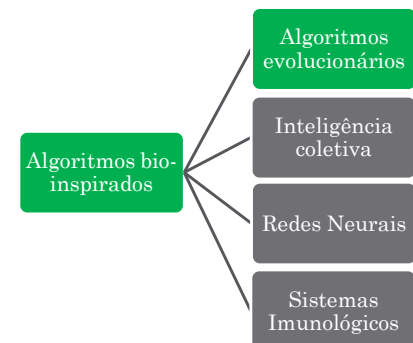 Algoritmos
evolucionários
Inteligência
coletiva
Algoritmos bio-
inspirados
Redes Neurais
Sistemas
Imunológicos